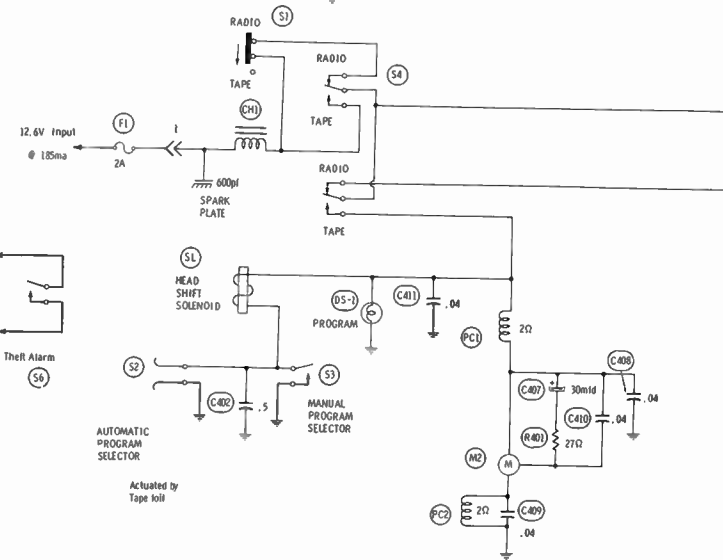 RADIO
S1
TAPE
RADIO
S4
TAPE
CH1
F1
1
12.6V Input
@ 185ma
2A
600pf
SPARK
PLATE
RADIO
TAPE
SL
HEAD
SHIFT
SOLENOID
DS-1
PROGRAM
C411
.04
PC1
2Ω
Theft Alarm
S6
S2
S3
C402
.5
AUTOMATIC
PROGRAM
SELECTOR
MANUAL
PROGRAM
SELECTOR
Actuated by
Tape foil
C407
+
30mfd
C408
.04
C410
.04
R401
27Ω
M2
M
PC2
2Ω
C409
.04